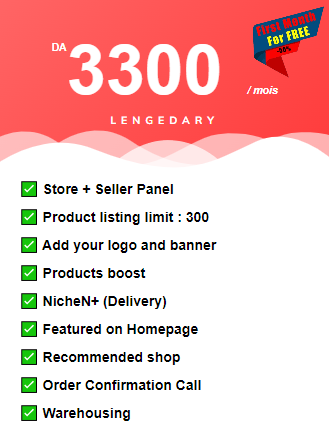 First Month
For FREE
-30%
DA
3300
/ mois
LENGEDARY
Store + Seller Panel
Product listing limit : 300
Add your logo and banner
Products boost
NicheN+ (Delivery)
Featured on Homepage
Recommended shop
Order Confirmation Call
Warehousing